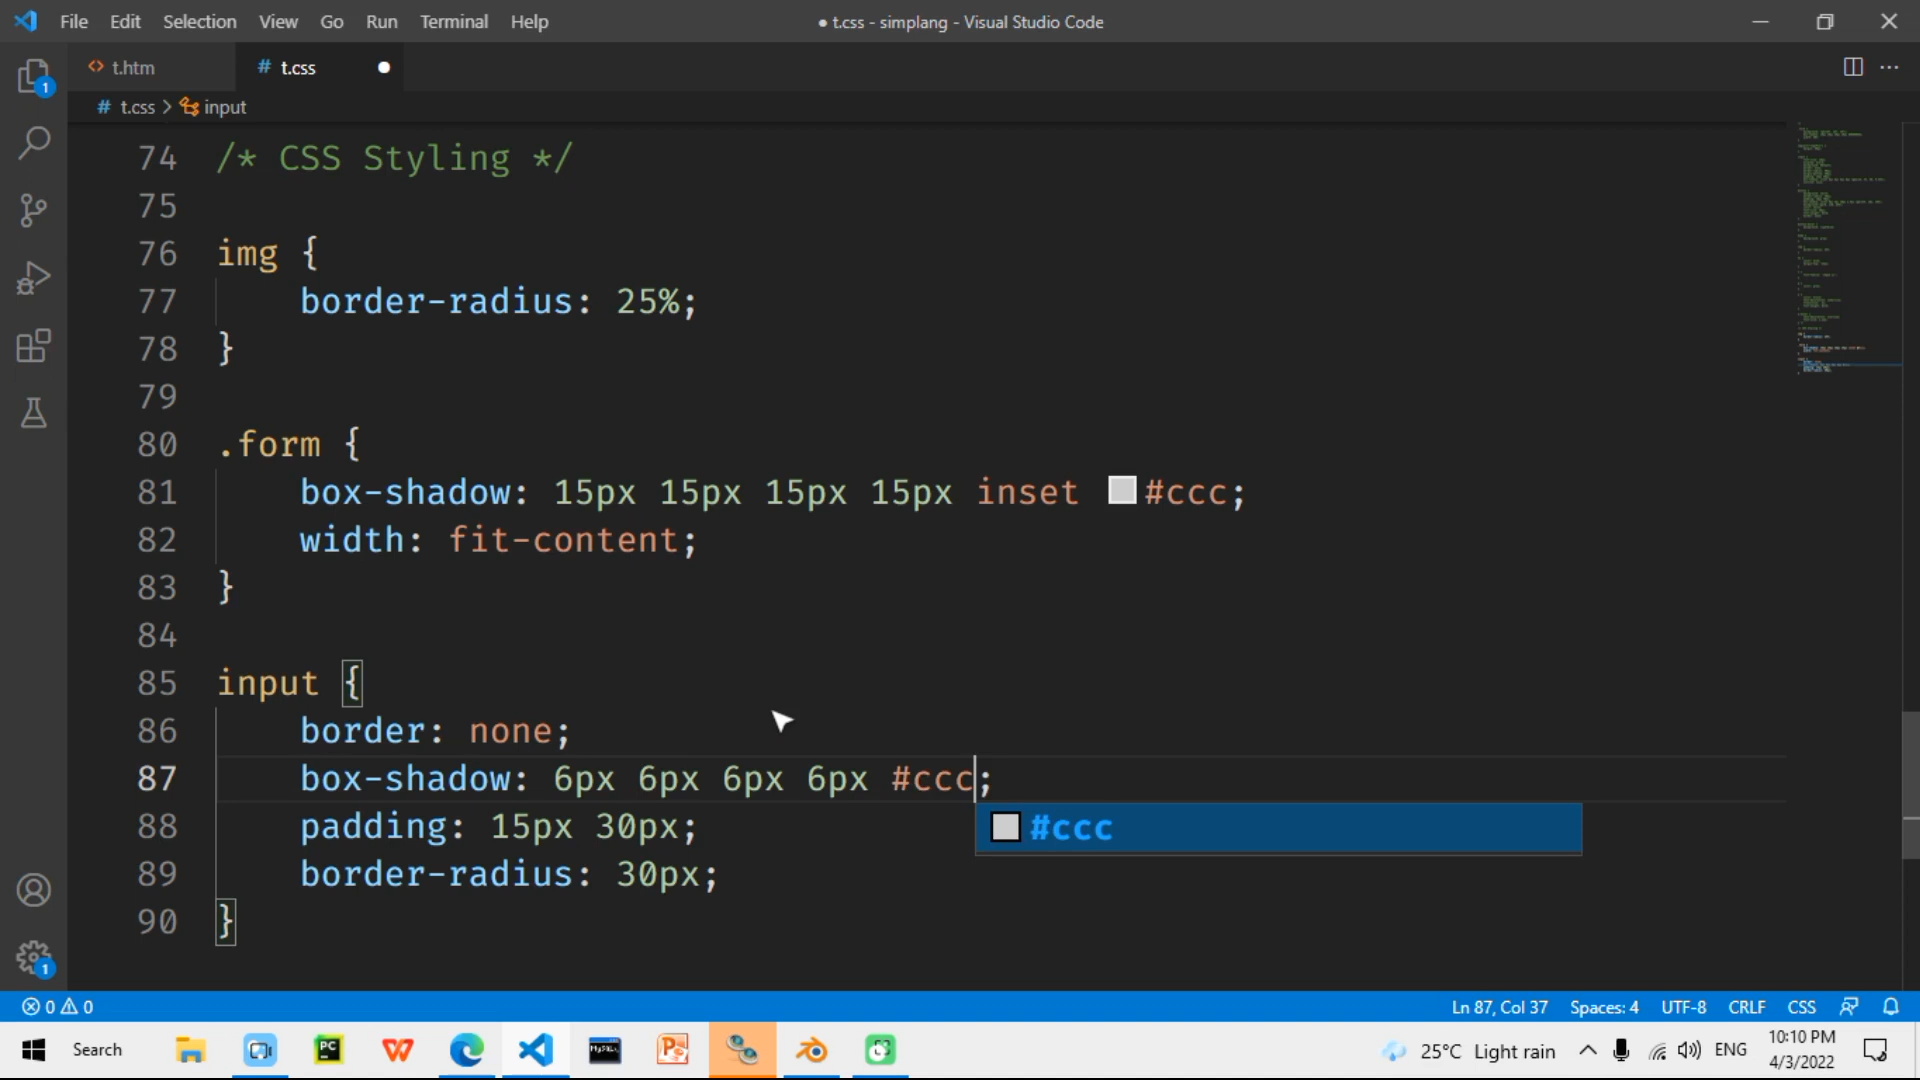 File Edit Selection View Go Run Terminal Help
● t.css - simplang - Visual Studio Code
<> t.htm # t.css ●
# t.css > input
74 /* CSS Styling */
75
76 img {
77 border-radius: 25%;
78 }
79
80 .form {
81 box-shadow: 15px 15px 15px 15px inset #ccc;
82 width: fit-content;
83 }
84
85 input {
86 border: none;
87 box-shadow: 6px 6px 6px 6px #ccc;
#ccc
88 padding: 15px 30px;
89 border-radius: 30px;
90 }
1
1
0 0 Ln 87, Col 37 Spaces: 4 UTF-8 CRLF CSS
Search PC W MySQL 25°C Light rain ENG 10:10 PM
4/3/2022